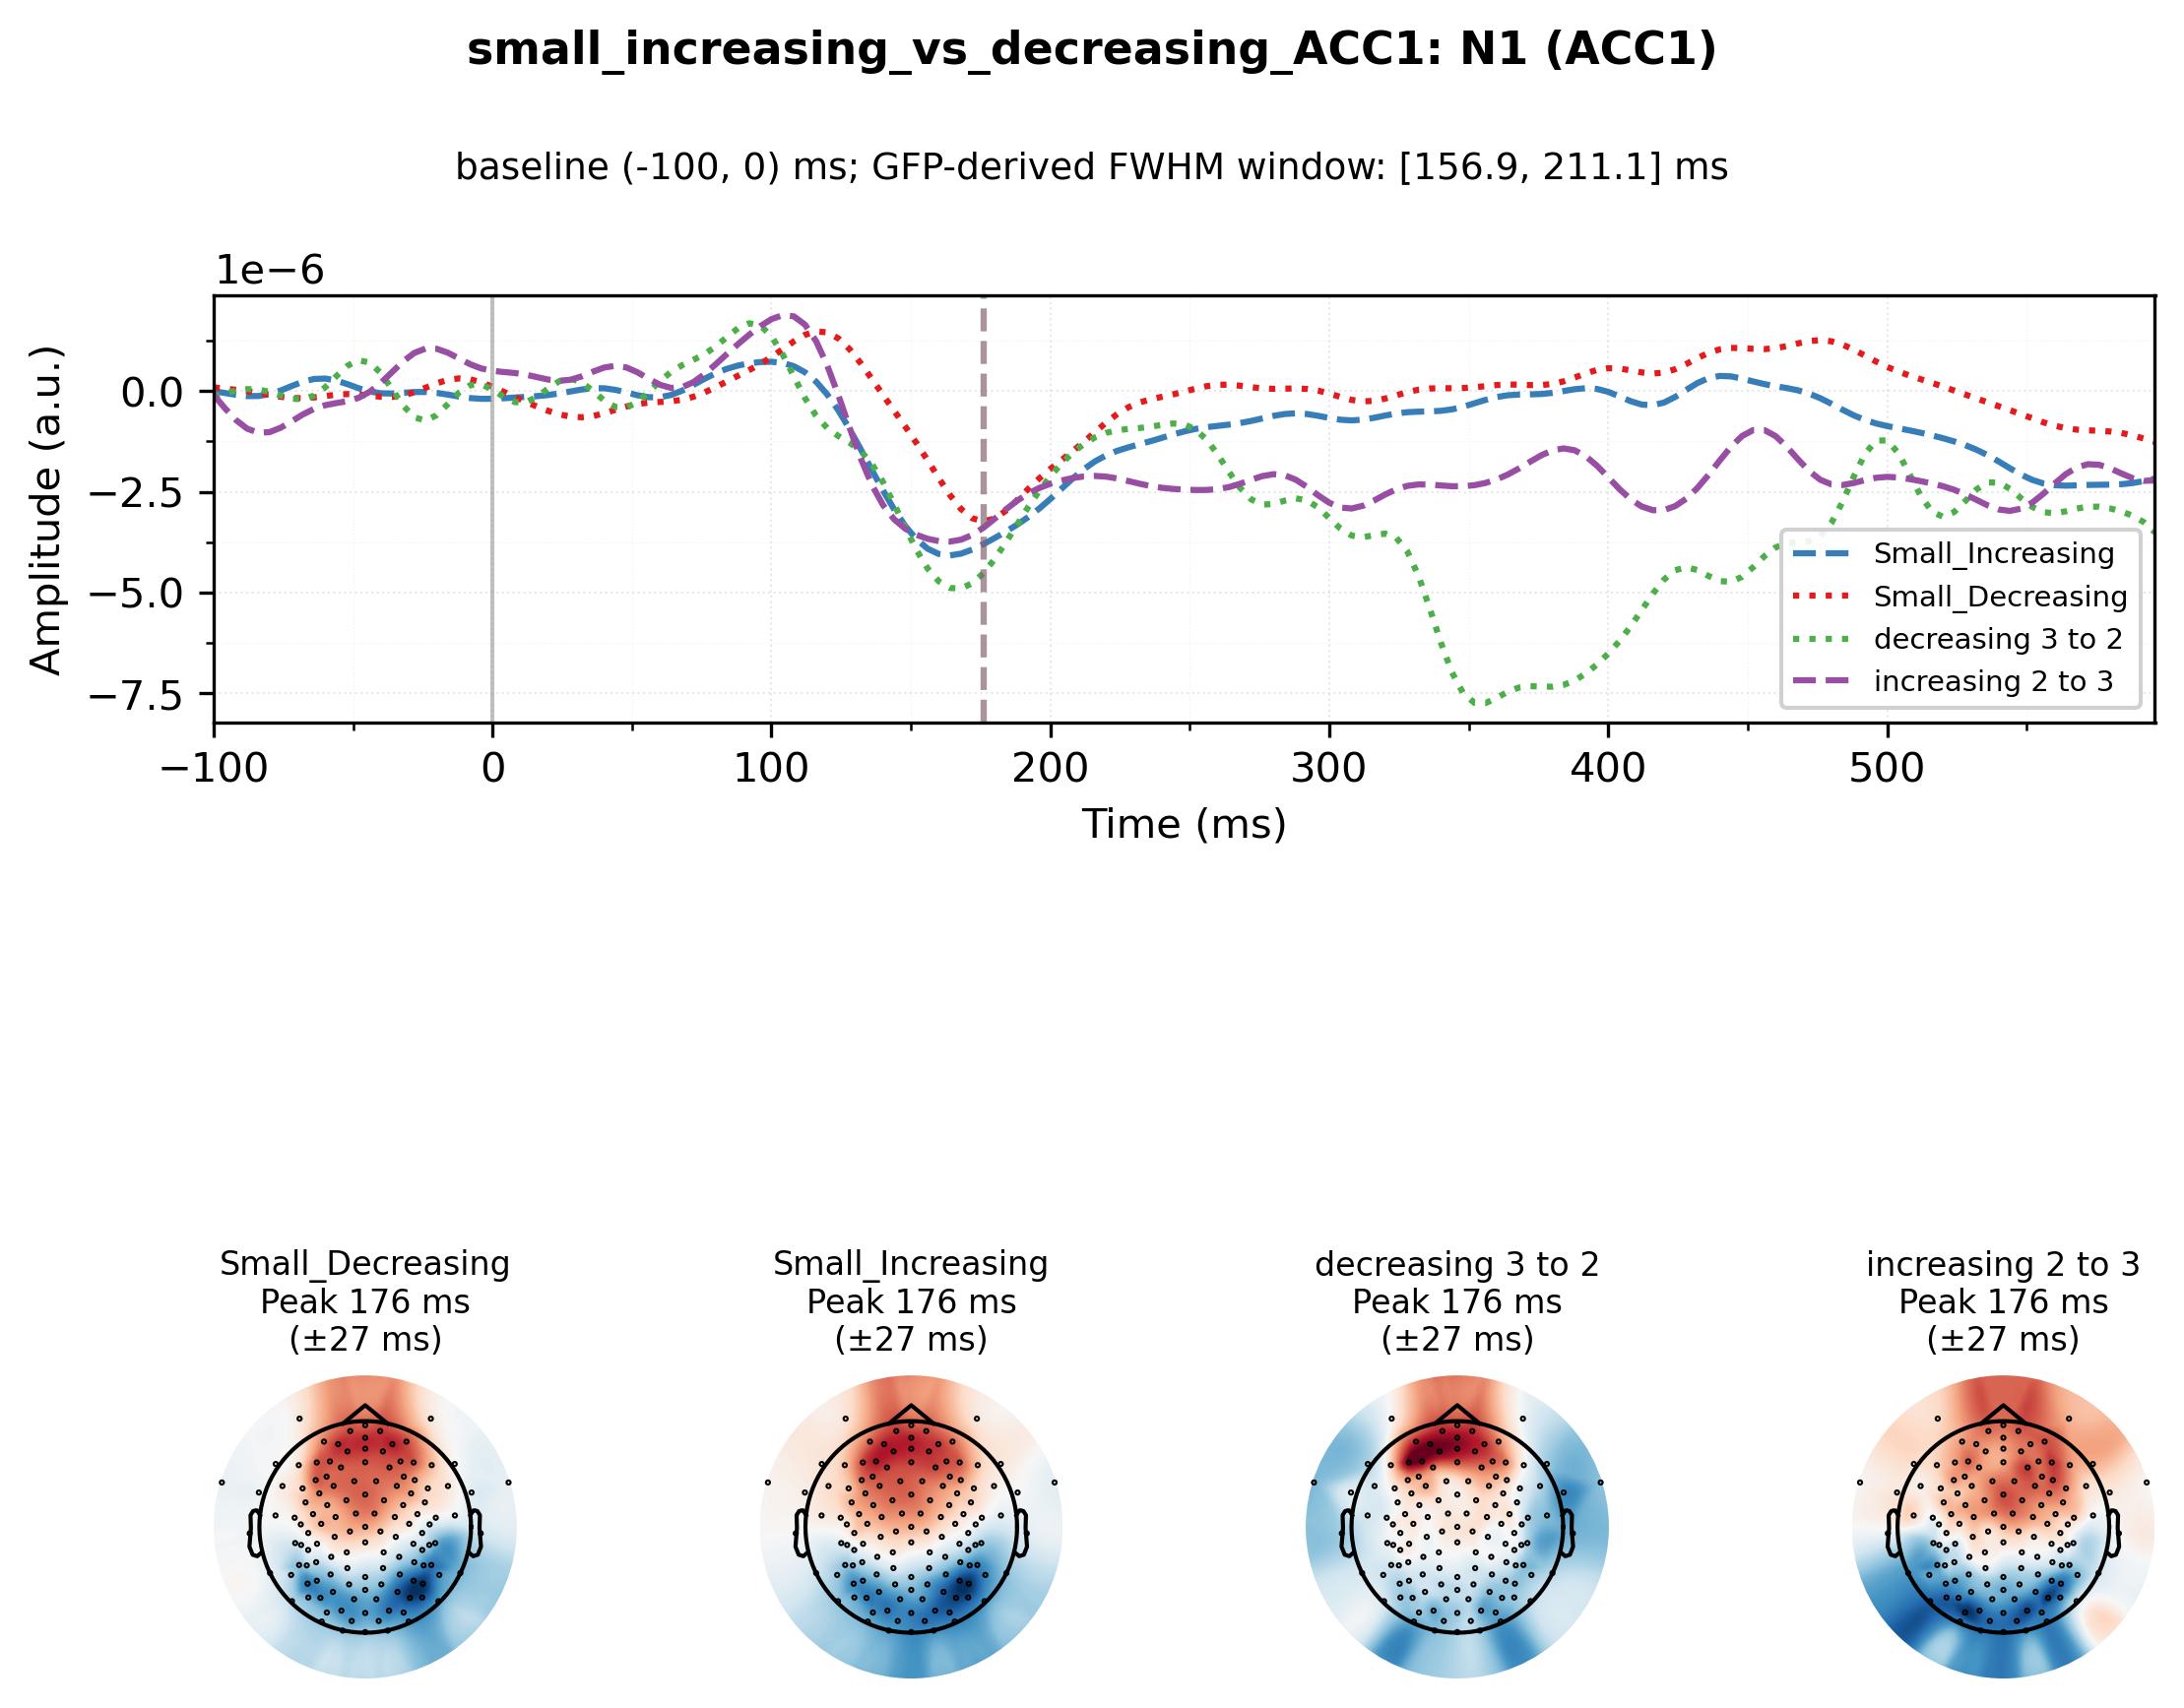 small_increasing_vs_decreasing_ACC1: N1 (ACC1)
baseline (-100, 0) ms; GFP-derived FWHM window: [156.9, 211.1] ms
1e−6
Amplitude (a.u.)
0.0
−2.5
−5.0
−7.5
Small_Increasing
Small_Decreasing
decreasing 3 to 2
increasing 2 to 3
−100 0 100 200 300 400 500
Time (ms)
Small_Decreasing
Peak 176 ms
(±27 ms)
Small_Increasing
Peak 176 ms
(±27 ms)
decreasing 3 to 2
Peak 176 ms
(±27 ms)
increasing 2 to 3
Peak 176 ms
(±27 ms)